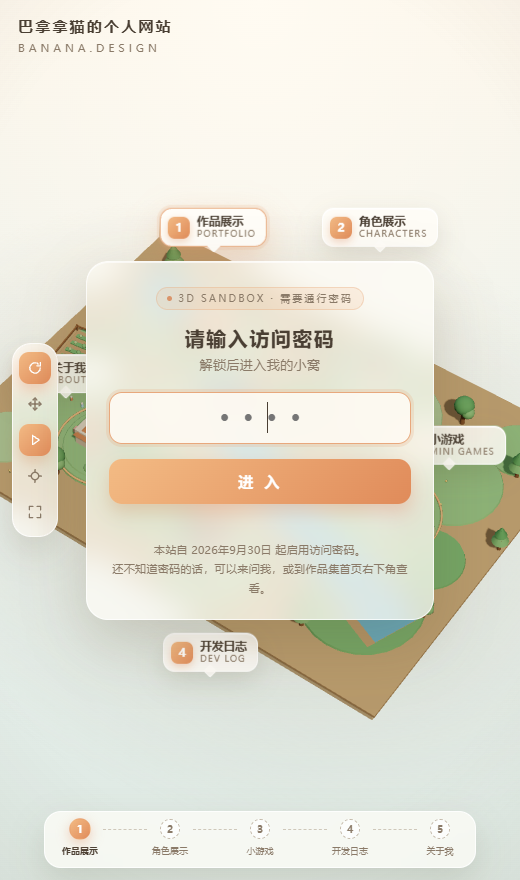 巴拿拿猫的个人网站
BANANA.DESIGN
1 作品展示
PORTFOLIO
2 角色展示
CHARACTERS
3D SANDBOX · 需要通行密码
请输入访问密码
解锁后进入我的小窝
关于我
BOUT
小游戏
MINI GAMES
进 入
本站自 2026年9月30日 起启用访问密码。
还不知道密码的话，可以来问我，或到作品集首页右下角查
看。
4 开发日志
DEV LOG
1 2 3 4 5
作品展示 角色展示 小游戏 开发日志 关于我